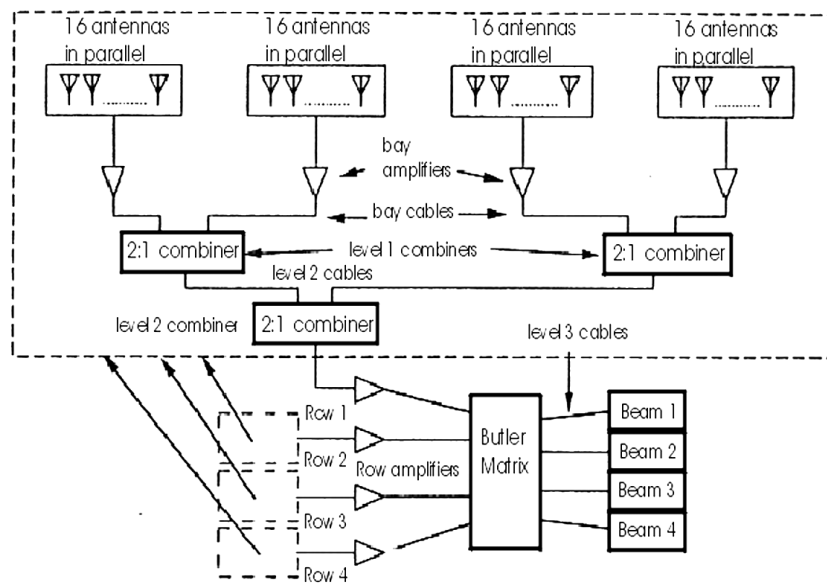 16 antennas
in parallel
16 antennas
in parallel
16 antennas
in parallel
16 antennas
in parallel
bay
amplifiers
bay cables
2:1 combiner
level 1 combiners
2:1 combiner
level 2 cables
level 2 combiner
2:1 combiner
level 3 cables
Row 1
Row 2
Row amplifiers
Row 3
Row 4
Butler
Matrix
Beam 1
Beam 2
Beam 3
Beam 4